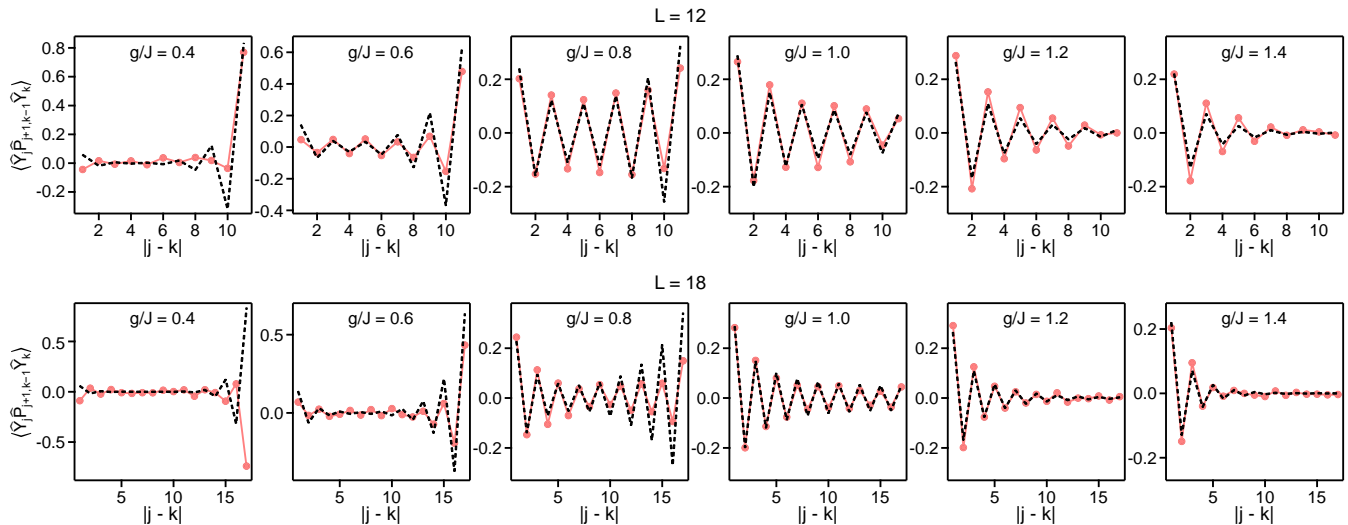 L = 12
g/J = 0.4 g/J = 0.6 g/J = 0.8 g/J = 1.0 g/J = 1.2 g/J = 1.4
⟨Ŷ_j P̂_{j+1,k−1} Ŷ_k⟩
0.8 0.6 0.4 0.2 0.0 -0.2
0.6 0.4 0.2 0.0 -0.2 -0.4
0.2 0.0 -0.2
0.2 0.0 -0.2
0.2 0.0 -0.2
0.2 0.0 -0.2
2 4 6 8 10 2 4 6 8 10 2 4 6 8 10 2 4 6 8 10 2 4 6 8 10 2 4 6 8 10
|j - k| |j - k| |j - k| |j - k| |j - k| |j - k|
L = 18
g/J = 0.4 g/J = 0.6 g/J = 0.8 g/J = 1.0 g/J = 1.2 g/J = 1.4
⟨Ŷ_j P̂_{j+1,k−1} Ŷ_k⟩
0.5 0.0 -0.5
0.5 0.0
0.2 0.0 -0.2
0.2 0.0 -0.2
0.2 0.0 -0.2
0.2 0.0 -0.2
5 10 15 5 10 15 5 10 15 5 10 15 5 10 15 5 10 15
|j - k| |j - k| |j - k| |j - k| |j - k| |j - k|